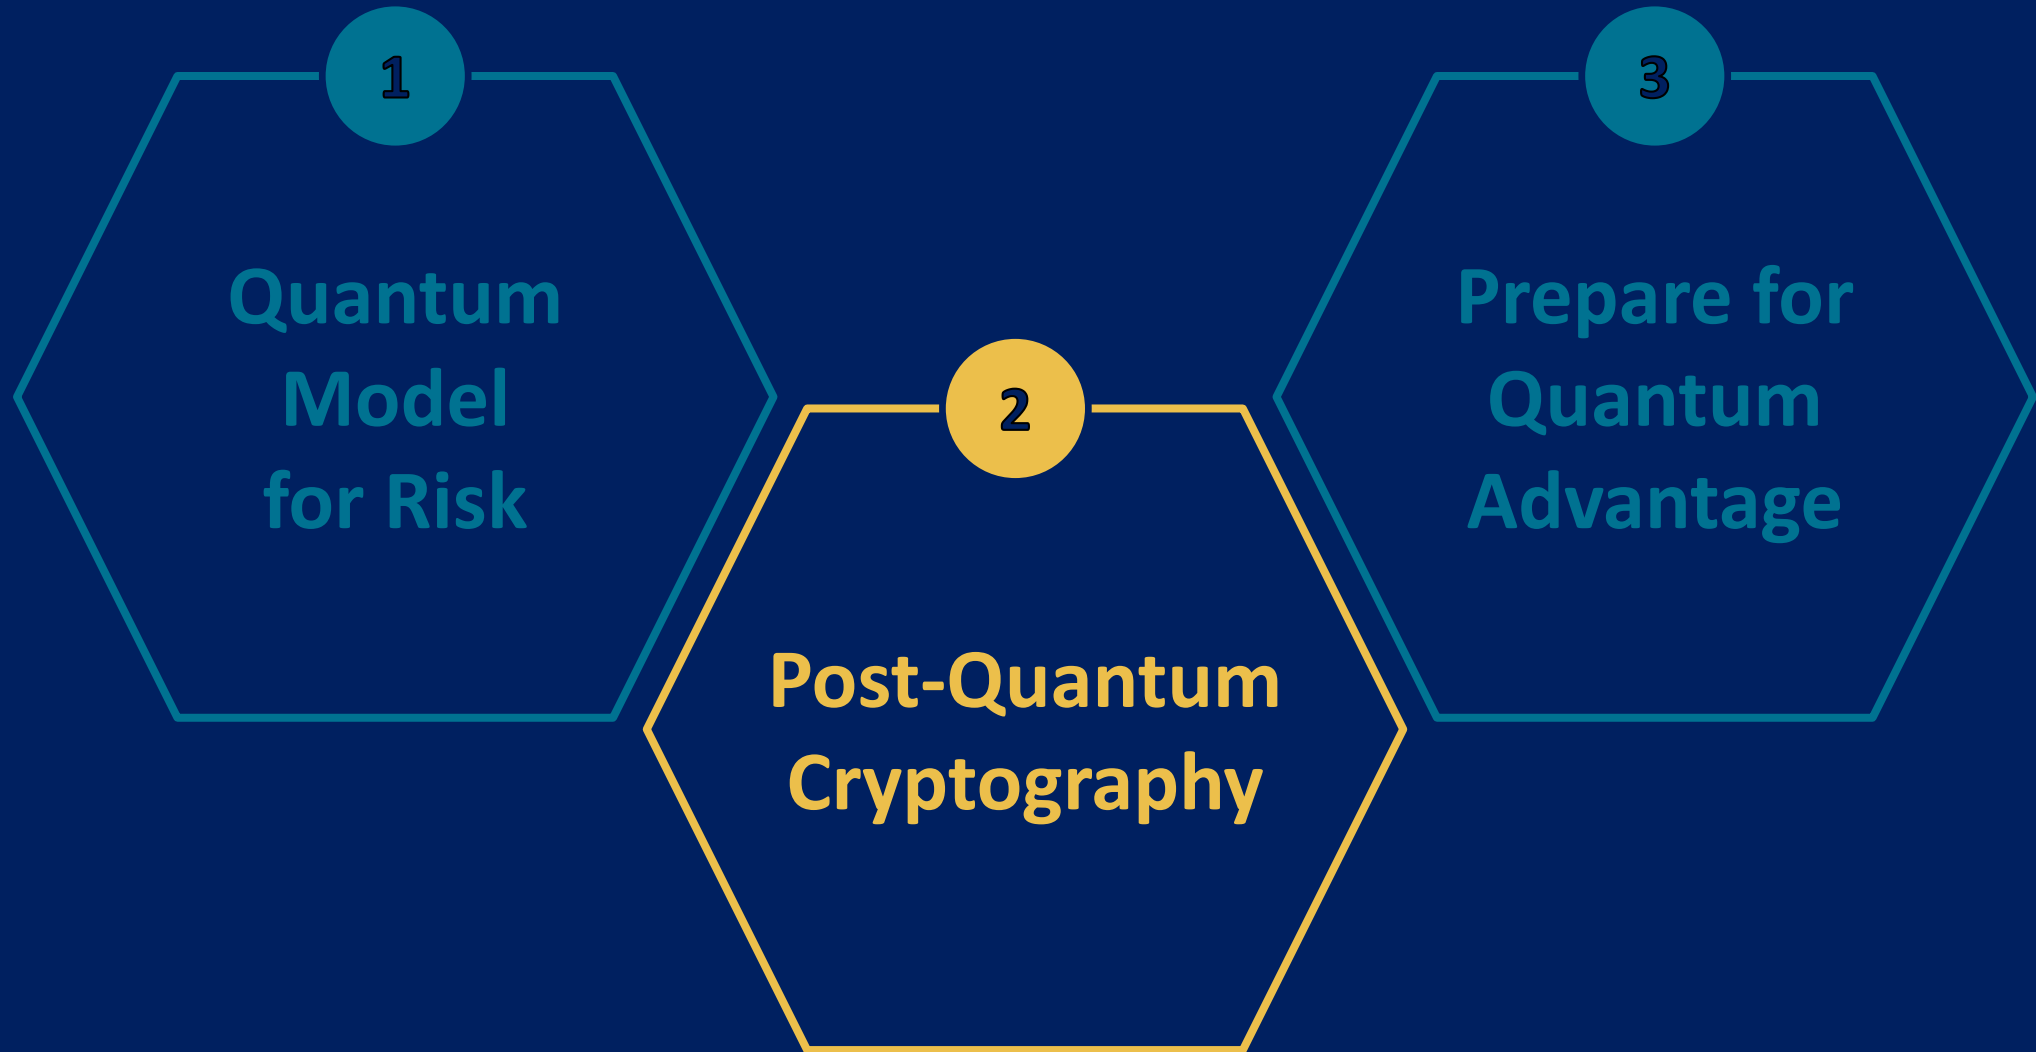 1
Quantum
Model
for Risk
2
Post-Quantum
Cryptography
3
Prepare for
Quantum
Advantage